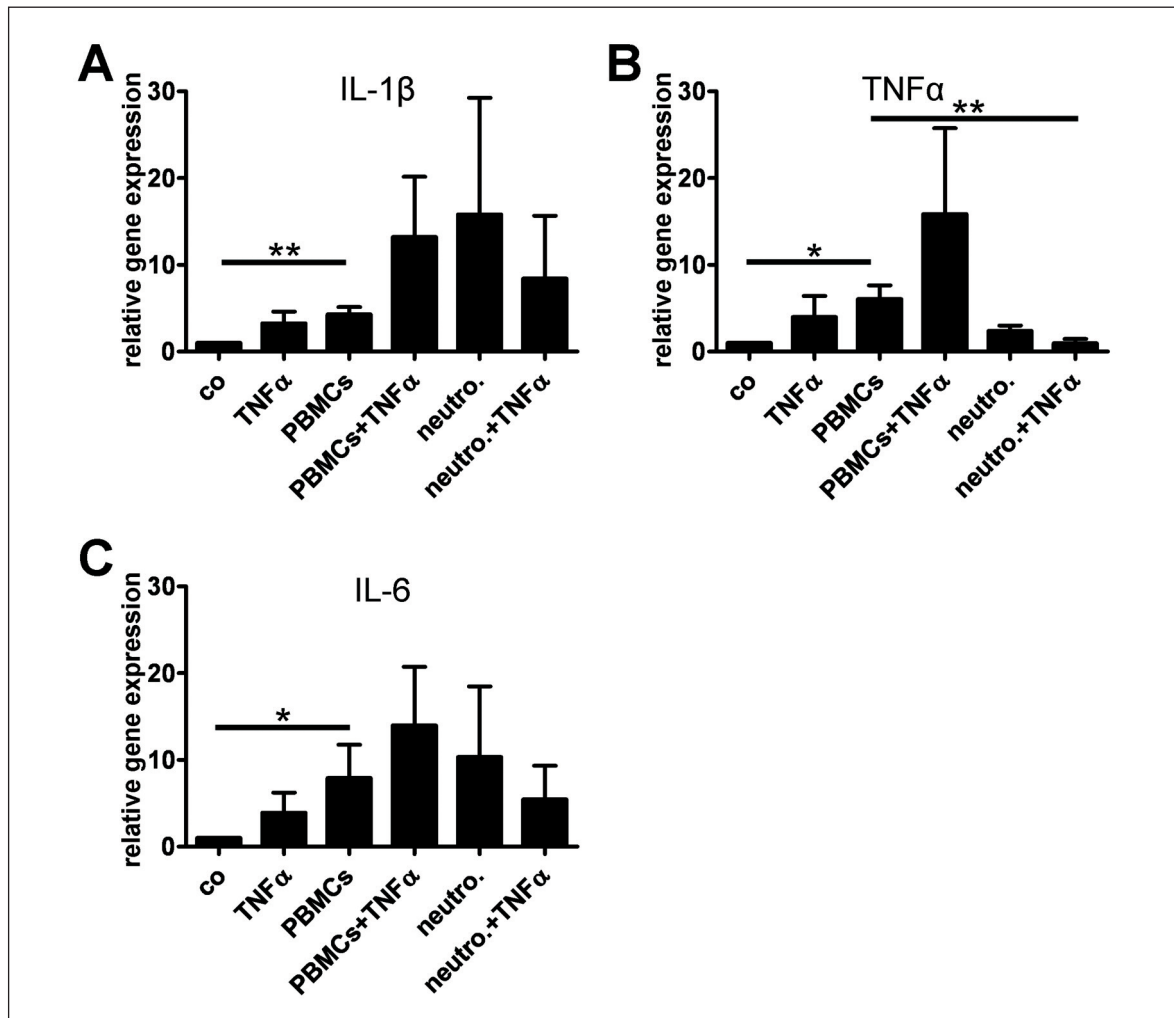 A
IL-1β
relative gene expression
30
20
10
0
**
co
TNFα
PBMCs
PBMCs+TNFα
neutro.
neutro.+TNFα
B
TNFα
relative gene expression
30
20
10
0
*
**
co
TNFα
PBMCs
PBMCs+TNFα
neutro.
neutro.+TNFα
C
IL-6
relative gene expression
30
20
10
0
*
co
TNFα
PBMCs
PBMCs+TNFα
neutro.
neutro.+TNFα